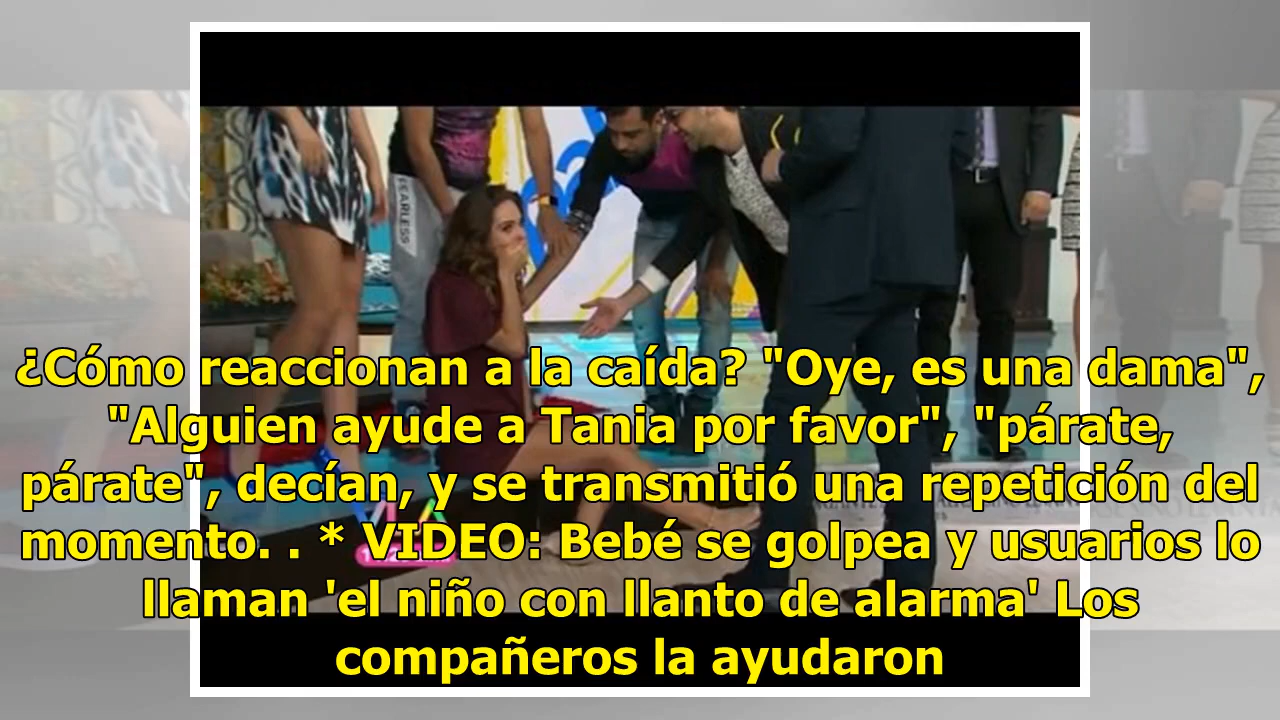 FEARLESS
¿Cómo reaccionan a la caída? "Oye, es una dama",
"Alguien ayude a Tania por favor", "párate,
párate", decían, y se transmitió una repetición del
momento. . * VIDEO: Bebé se golpea y usuarios lo
llaman 'el niño con llanto de alarma' Los
compañeros la ayudaron